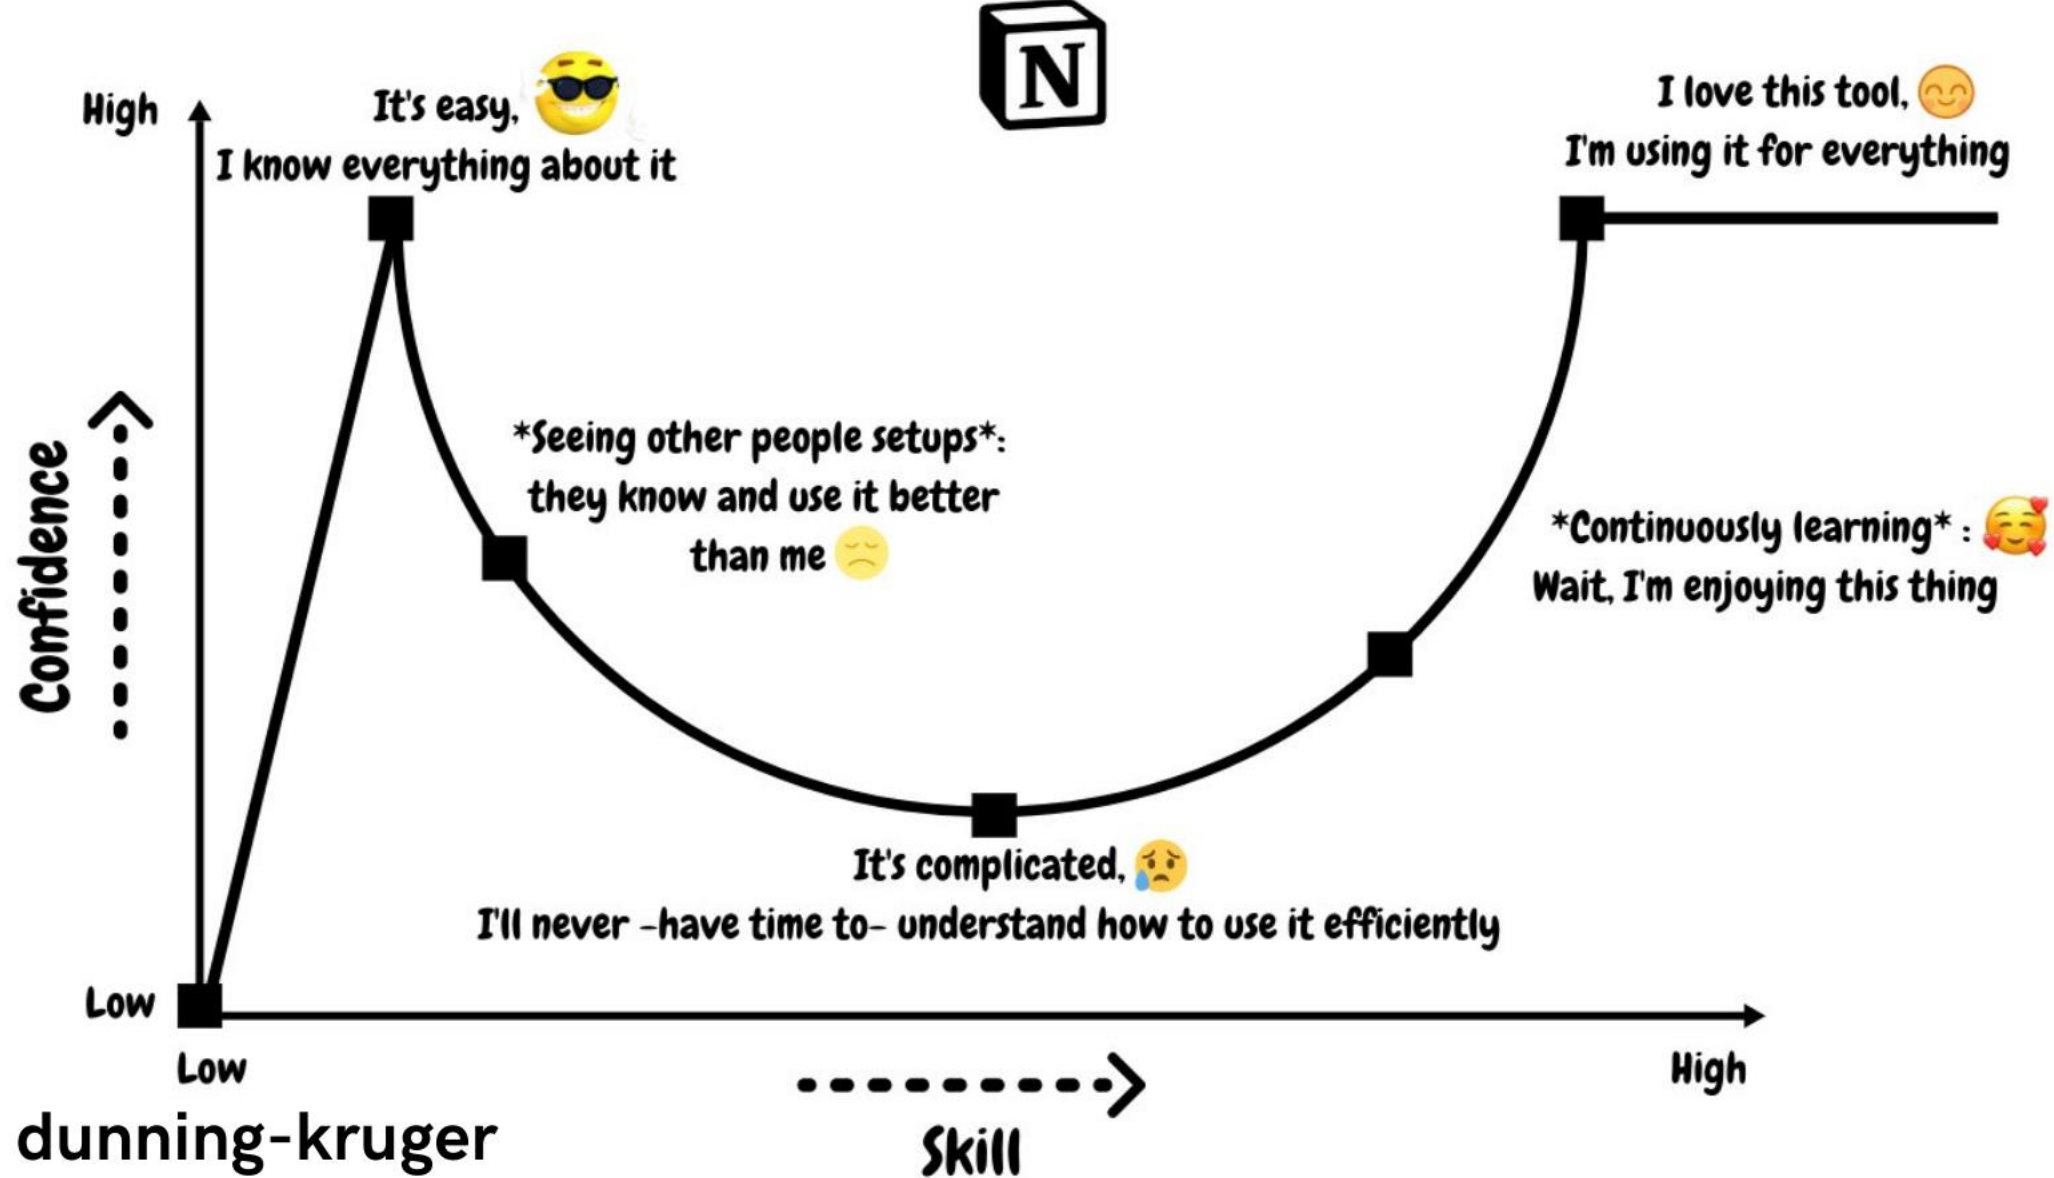 N
High
It's easy,
I know everything about it
I love this tool,
I'm using it for everything
*Seeing other people setups*:
they know and use it better
than me
*Continuously learning* :
Wait, I'm enjoying this thing
Confidence
It's complicated,
I'll never -have time to- understand how to use it efficiently
Low
Low
High
Skill
dunning-kruger